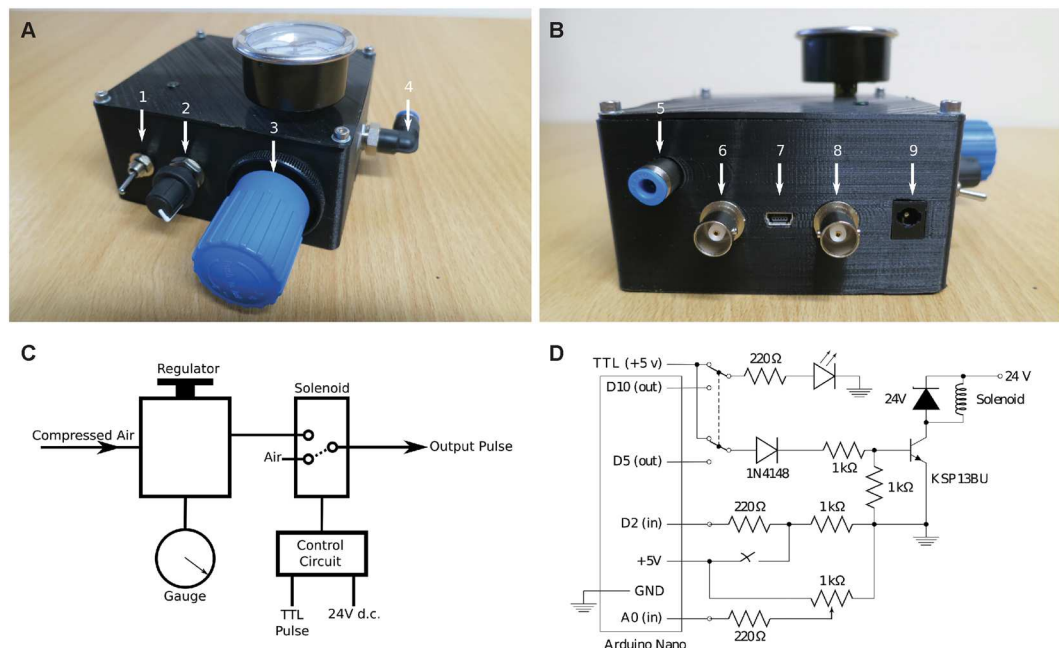 A
1
2
3
4
B
5
6
7
8
9
C
Regulator
Solenoid
Compressed Air
Air
Output Pulse
Control
Circuit
Gauge
TTL
Pulse
24V d.c.
D
TTL (+5 v)
220Ω
D10 (out)
24V
24 V
Solenoid
D5 (out)
1N4148
1kΩ
1kΩ
KSP13BU
D2 (in)
220Ω
1kΩ
+5V
GND
1kΩ
A0 (in)
220Ω
Arduino Nano